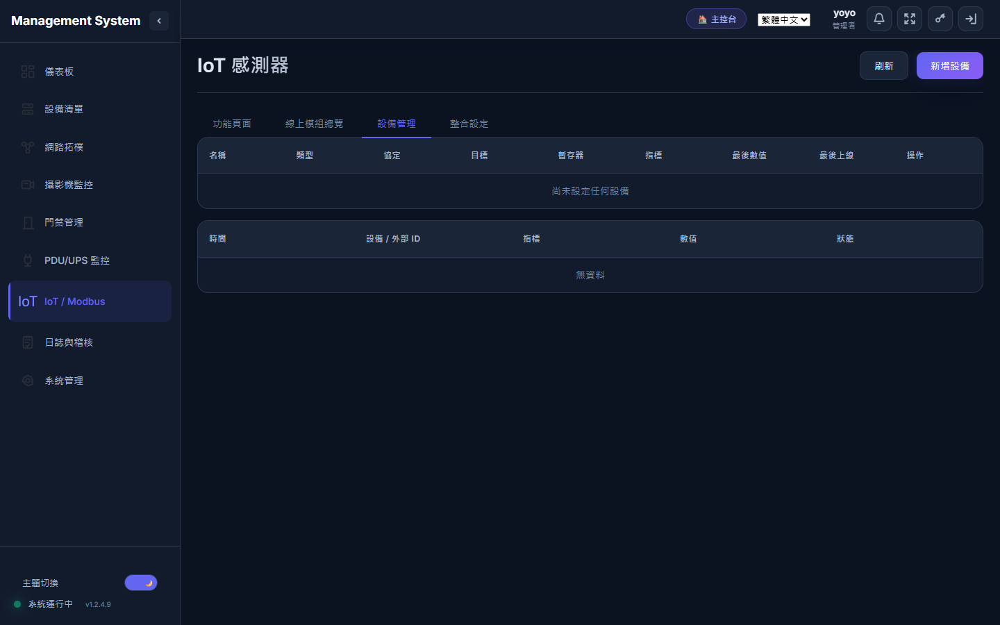 Management System
主控台
繁體中文
yoyo
管理者
儀表板
設備清單
網路拓樸
攝影機監控
門禁管理
PDU/UPS 監控
IoT IoT / Modbus
日誌與稽核
系統管理
主題切換
系統運行中 v1.2.4.9
IoT 感測器
刷新
新增設備
功能頁面 線上模組總覽 設備管理 整合設定
名稱 類型 協定 目標 暫存器 指標 最後數值 最後上線 操作
尚未設定任何設備
時間 設備 / 外部 ID 指標 數值 狀態
無資料